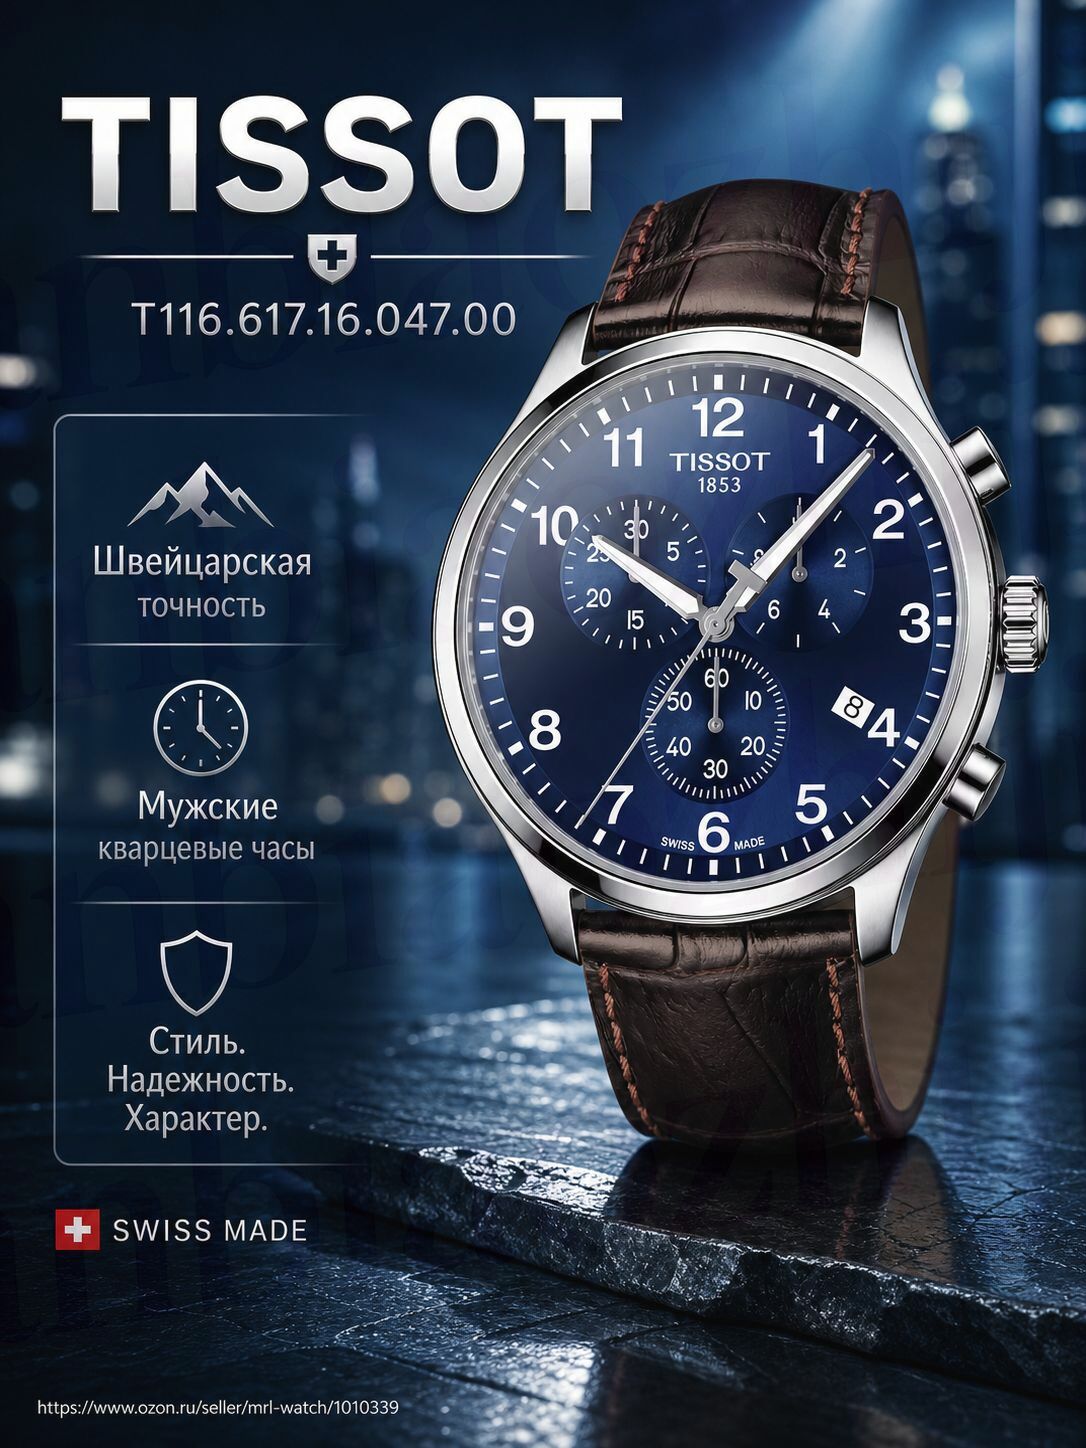 TISSOT
T116.617.16.047.00
Швейцарская
точность
Мужские
кварцевые часы
Стиль.
Надежность.
Характер.
SWISS MADE
https://www.ozon.ru/seller/mrl-watch/1010339
12
11
1
TISSOT
1853
10
2
30
5
25
20
15
2
8
6
4
9
3
60
50
10
40
20
30
8
8
4
7
5
6
SWISS MADE